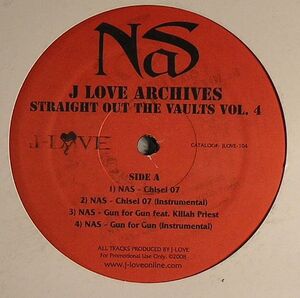 NaS
J LOVE ARCHIVES
STRAIGHT OUT THE VAULTS VOL. 4
J-LOVE
CATALOG#: JLOVE-104
SIDE A
1) NAS - Chisel 07
2) NAS - Chisel 07 (Instrumental)
3) NAS - Gun for Gun feat. Killah Priest
4) NAS - Gun for Gun (Instrumental)
ALL TRACKS PRODUCED BY J-LOVE
For Promotional Use Only. ©2008
www.j-loveonline.com